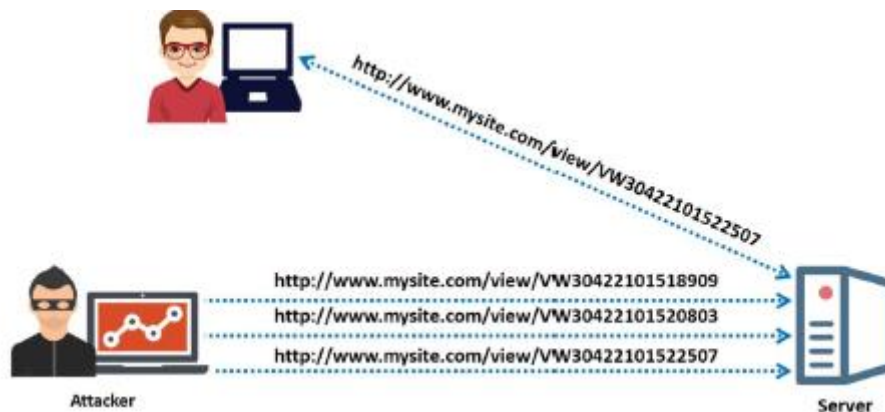 http://www.mysite.com/view/VW30422101522507
http://www.mysite.com/view/VW30422101518909
http://www.mysite.com/view/VW30422101520803
http://www.mysite.com/view/VW30422101522507
Attacker
Server